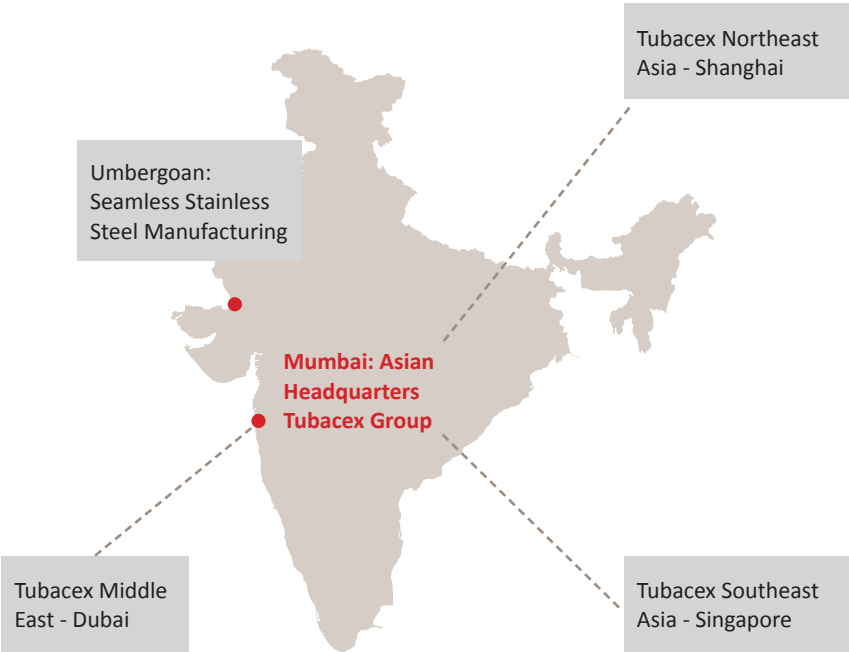 Tubacex Northeast
Asia - Shanghai
Umbergoan:
Seamless Stainless
Steel Manufacturing
Mumbai: Asian
Headquarters
Tubacex Group
Tubacex Middle
East - Dubai
Tubacex Southeast
Asia - Singapore